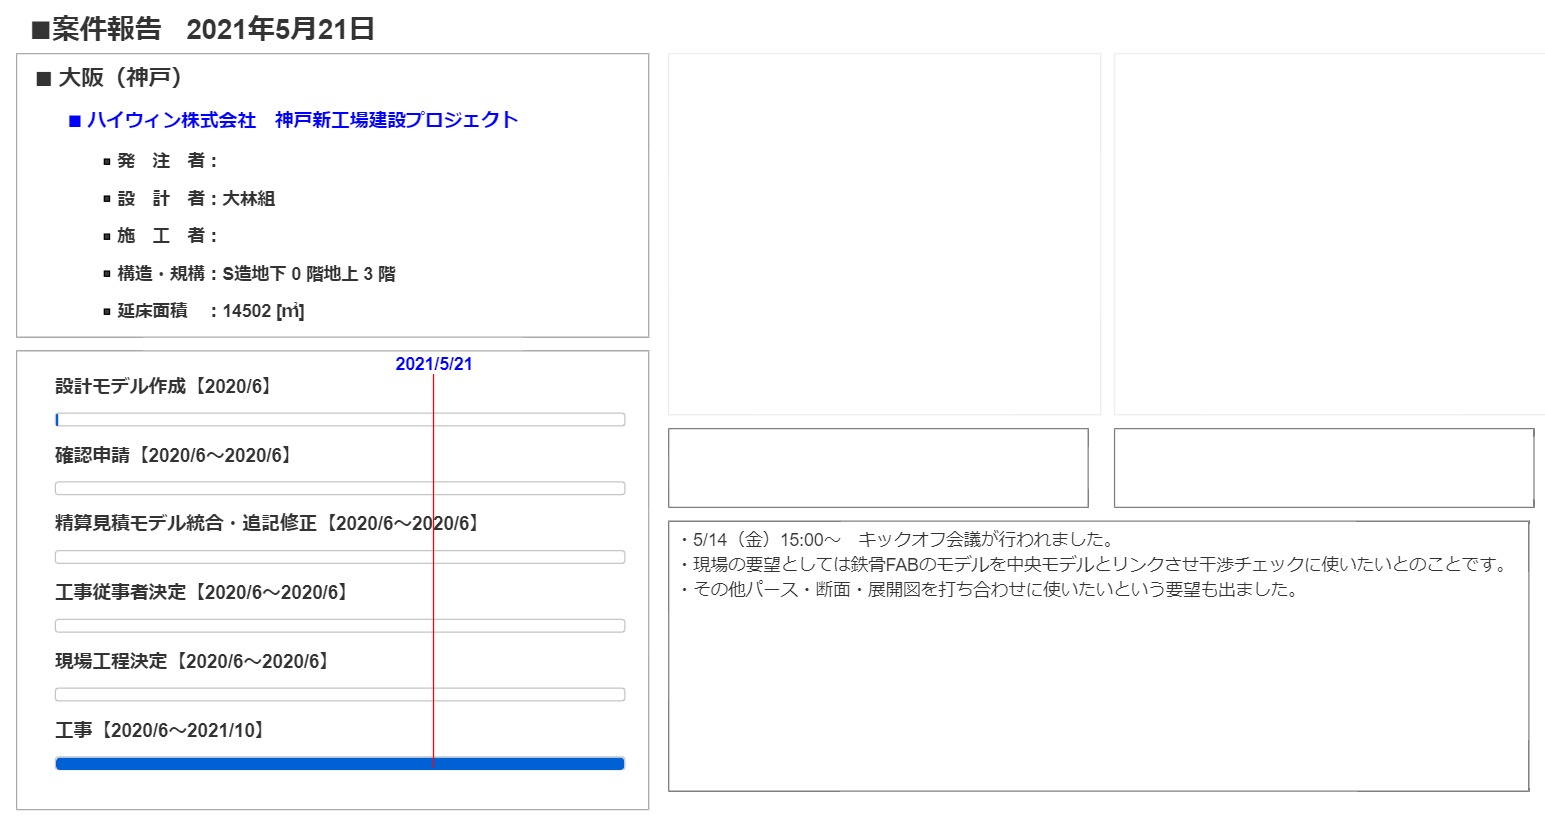 ■案件報告　2021年5月21日
■ 大阪（神戸）
■ ハイウィン株式会社　神戸新工場建設プロジェクト
▪ 発　注　者：
▪ 設　計　者：大林組
▪ 施　工　者：
▪ 構造・規構：S造地下 0 階地上 3 階
▪ 延床面積　：14502 [㎡]
2021/5/21
設計モデル作成【2020/6】
確認申請【2020/6～2020/6】
精算見積モデル統合・追記修正【2020/6～2020/6】
工事従事者決定【2020/6～2020/6】
現場工程決定【2020/6～2020/6】
工事【2020/6～2021/10】
・5/14（金）15:00～　キックオフ会議が行われました。
・現場の要望としては鉄骨FABのモデルを中央モデルとリンクさせ干渉チェックに使いたいとのことです。
・その他パース・断面・展開図を打ち合わせに使いたいという要望も出ました。